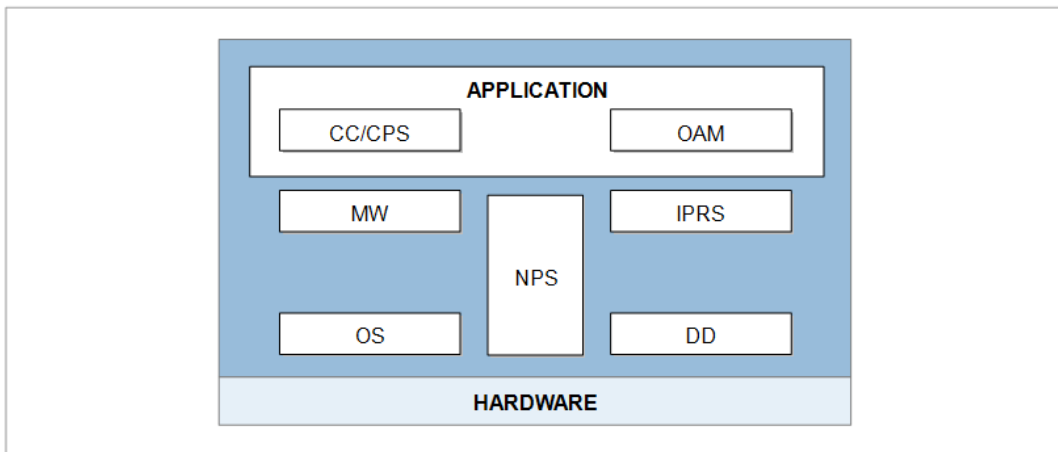 APPLICATION
CC/CPS
OAM
MW
IPRS
NPS
OS
DD
HARDWARE